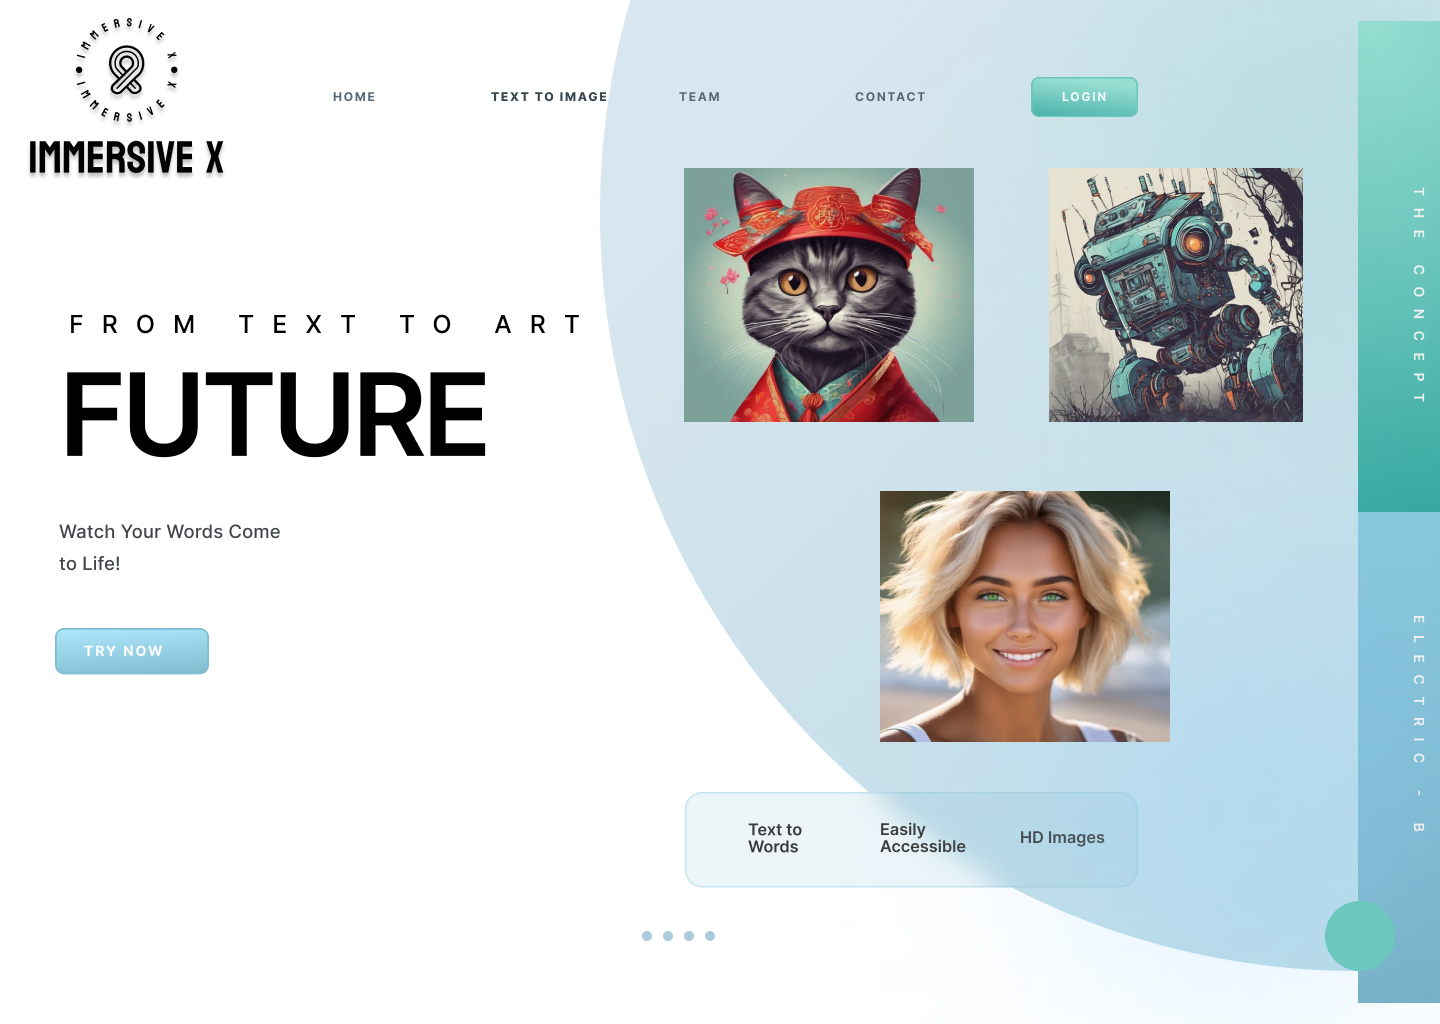 IMMERSIVE X
IMMERSIVE X
IMMERSIVE X
HOME
TEXT TO IMAGE
TEAM
CONTACT
LOGIN
FROM TEXT TO ART
FUTURE
Watch Your Words Come
to Life!
TRY NOW
Text to
Words
Easily
Accessible
HD Images
THE CONCEPT
ELECTRIC - B